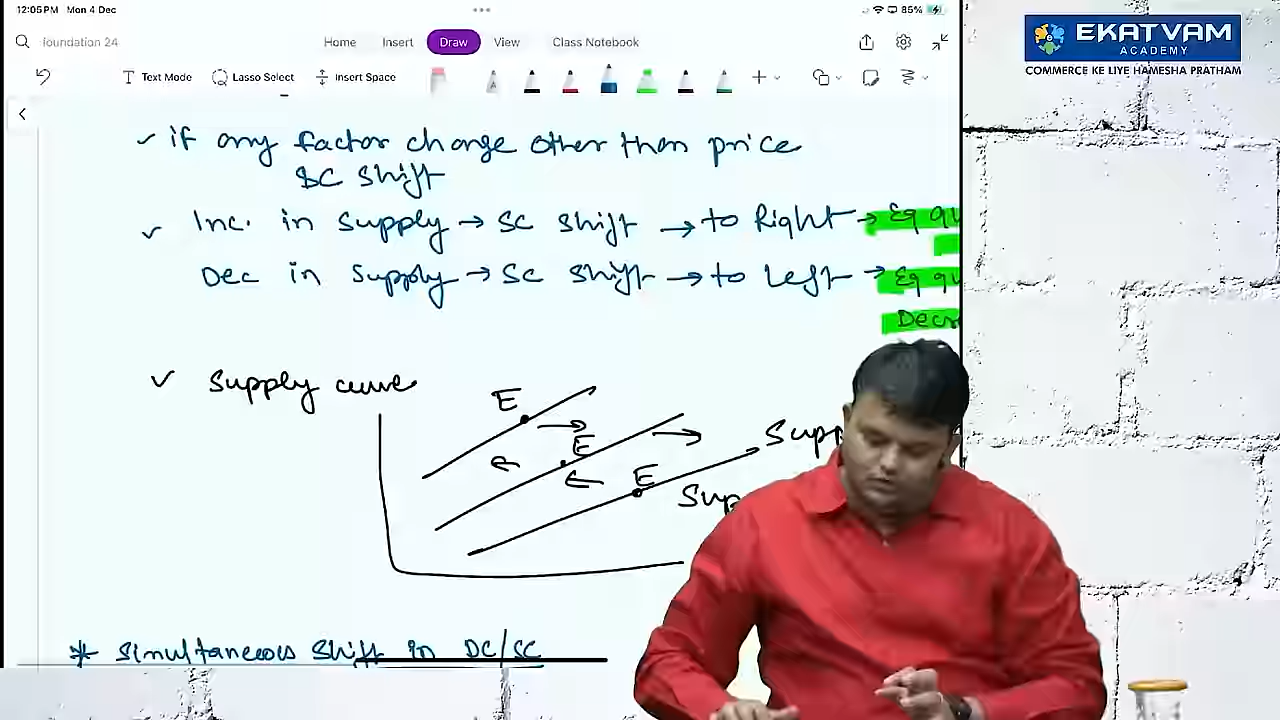 12:05 PM Mon 4 Dec
85%
foundation 24
Home Insert Draw View Class Notebook
Text Mode Lasso Select Insert Space
EKATVAM
ACADEMY
COMMERCE KE LIYE HAMESHA PRATHAM
✓ if any factor change other than price
SC shift
✓ Inc. in supply → SC shift → to Right → Eq qu
Dec in supply → SC shift → to Left → Eq qu
Decr
✓ Supply curve
E
E
E
Supp
Sup
* Simultaneous Shift in DC/SC